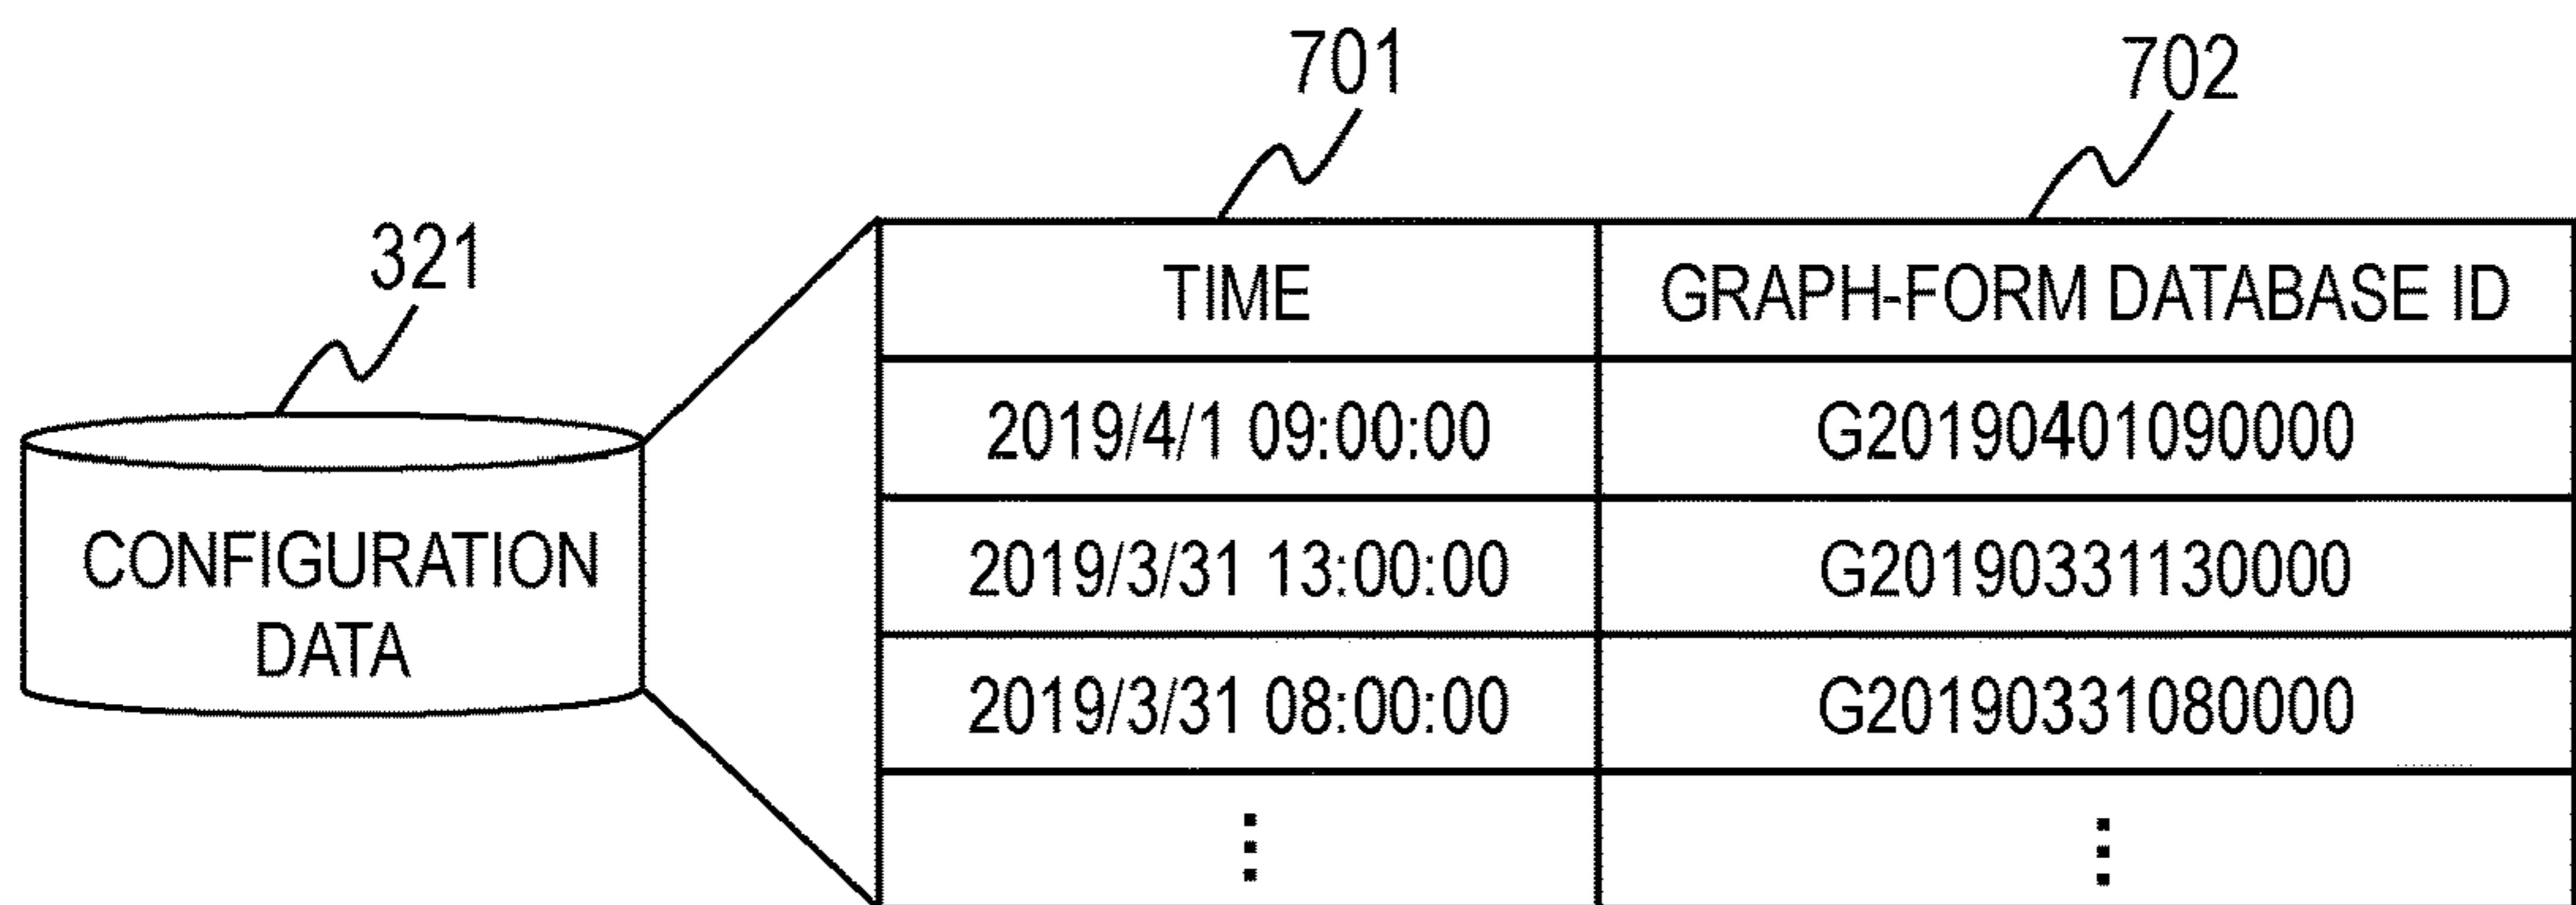 701
702
321
TIME
GRAPH-FORM DATABASE ID
2019/4/1 09:00:00
G20190401090000
CONFIGURATION
DATA
2019/3/31 13:00:00
G20190331130000
2019/3/31 08:00:00
G20190331080000
⋮
⋮